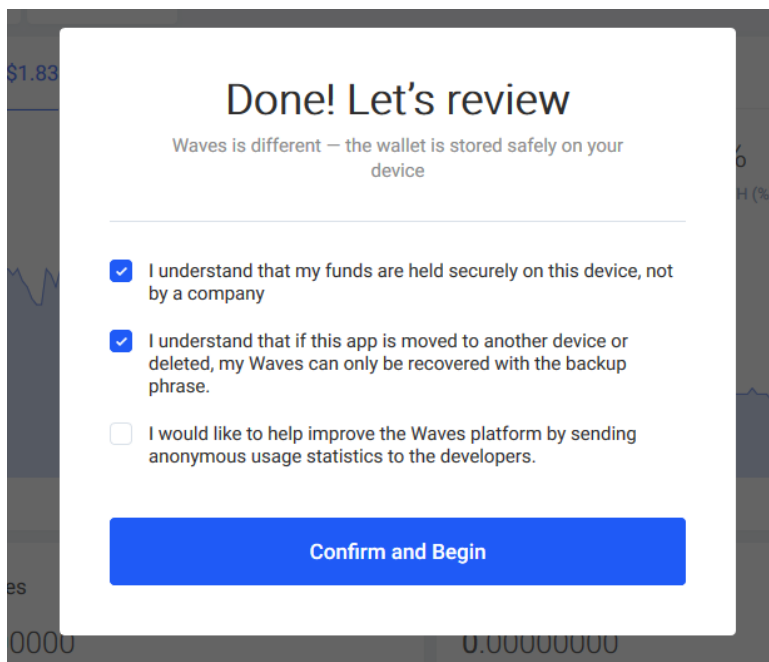 $1.83
Done! Let's review
Waves is different — the wallet is stored safely on your
device
%
H (%
I understand that my funds are held securely on this device, not
by a company
I understand that if this app is moved to another device or
deleted, my Waves can only be recovered with the backup
phrase.
I would like to help improve the Waves platform by sending
anonymous usage statistics to the developers.
Confirm and Begin
es
0000
0.00000000